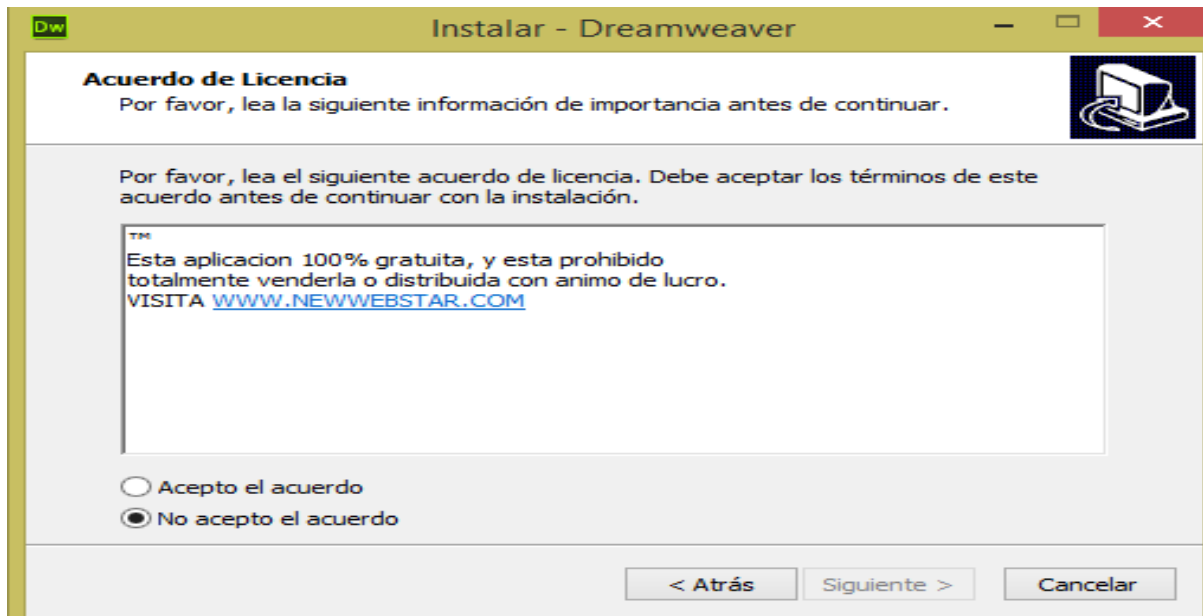 Dw
Instalar - Dreamweaver
Acuerdo de Licencia
Por favor, lea la siguiente información de importancia antes de continuar.
Por favor, lea el siguiente acuerdo de licencia. Debe aceptar los términos de este
acuerdo antes de continuar con la instalación.
™
Esta aplicacion 100% gratuita, y esta prohibido
totalmente venderla o distribuida con animo de lucro.
VISITA WWW.NEWWEBSTAR.COM
Acepto el acuerdo
No acepto el acuerdo
< Atrás Siguiente > Cancelar